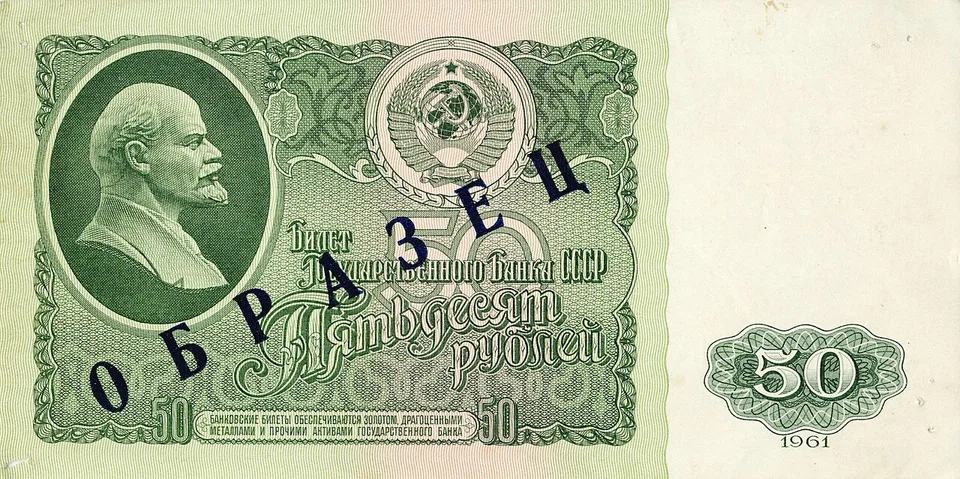 Билет
Государственного Банка СССР
50
Пятьдесят
рублей
ОБРАЗЕЦ
50
БАНКОВСКИЕ БИЛЕТЫ ОБЕСПЕЧИВАЮТСЯ ЗОЛОТОМ, ДРАГОЦЕННЫМИ
МЕТАЛЛАМИ И ПРОЧИМИ АКТИВАМИ ГОСУДАРСТВЕННОГО БАНКА
50
50
1961